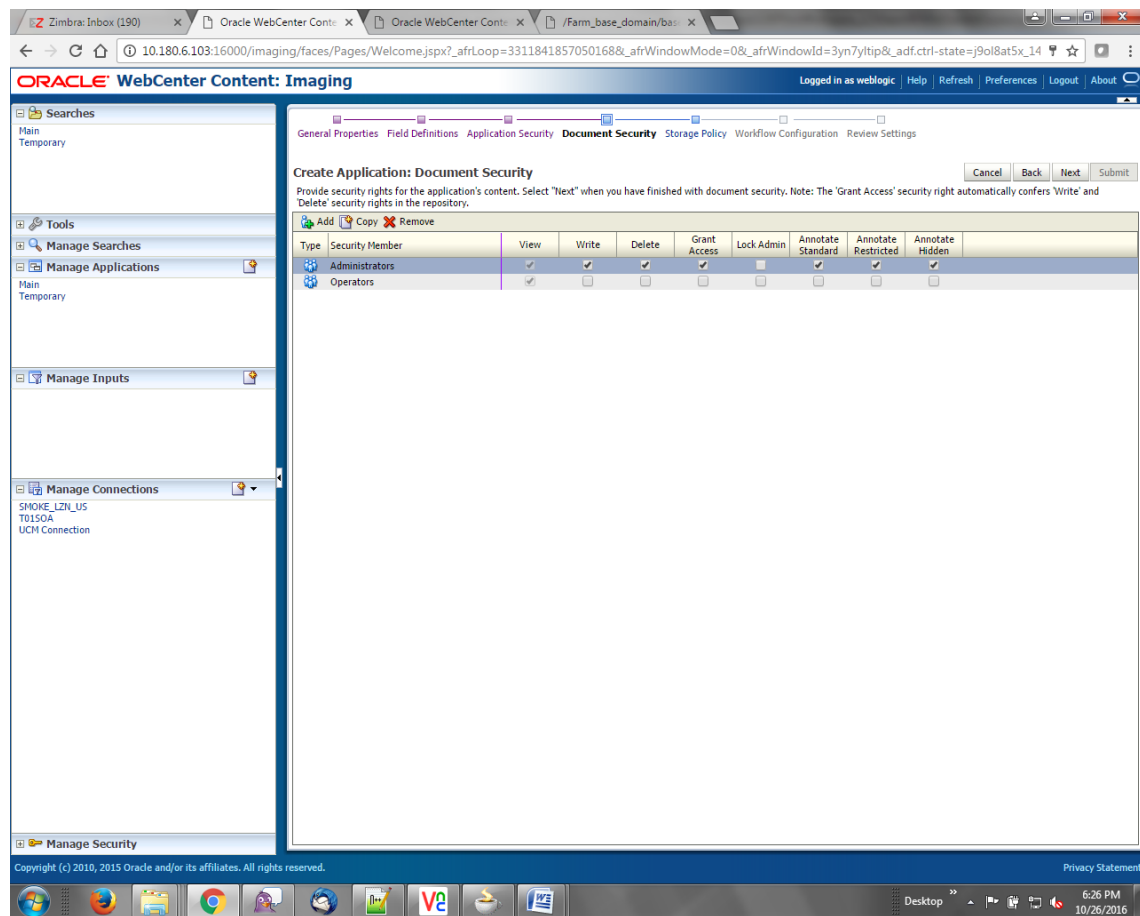 Zimbra: Inbox (190)
Oracle WebCenter Conte
Oracle WebCenter Conte
/Farm_base_domain/bas
10.180.6.103:16000/imaging/faces/Pages/Welcome.jspx?_afrLoop=3311841857050168&_afrWindowMode=0&_afrWindowId=3yn7yltip&_adf.ctrl-state=j9ol8at5x_14
ORACLE WebCenter Content: Imaging
Logged in as weblogic Help Refresh Preferences Logout About
Searches
Main
Temporary
Tools
Manage Searches
Manage Applications
Main
Temporary
Manage Inputs
Manage Connections
SMOKE_LZN_US
T01SOA
UCM Connection
Manage Security
General Properties Field Definitions Application Security Document Security Storage Policy Workflow Configuration Review Settings
Create Application: Document Security
Cancel Back Next Submit
Provide security rights for the application's content. Select "Next" when you have finished with document security. Note: The 'Grant Access' security right automatically confers 'Write' and
'Delete' security rights in the repository.
Add Copy Remove
Type Security Member View Write Delete Grant Access Lock Admin Annotate Standard Annotate Restricted Annotate Hidden
Administrators
Operators
Copyright (c) 2010, 2015 Oracle and/or its affiliates. All rights reserved.
Privacy Statement
Desktop
6:26 PM
10/26/2016